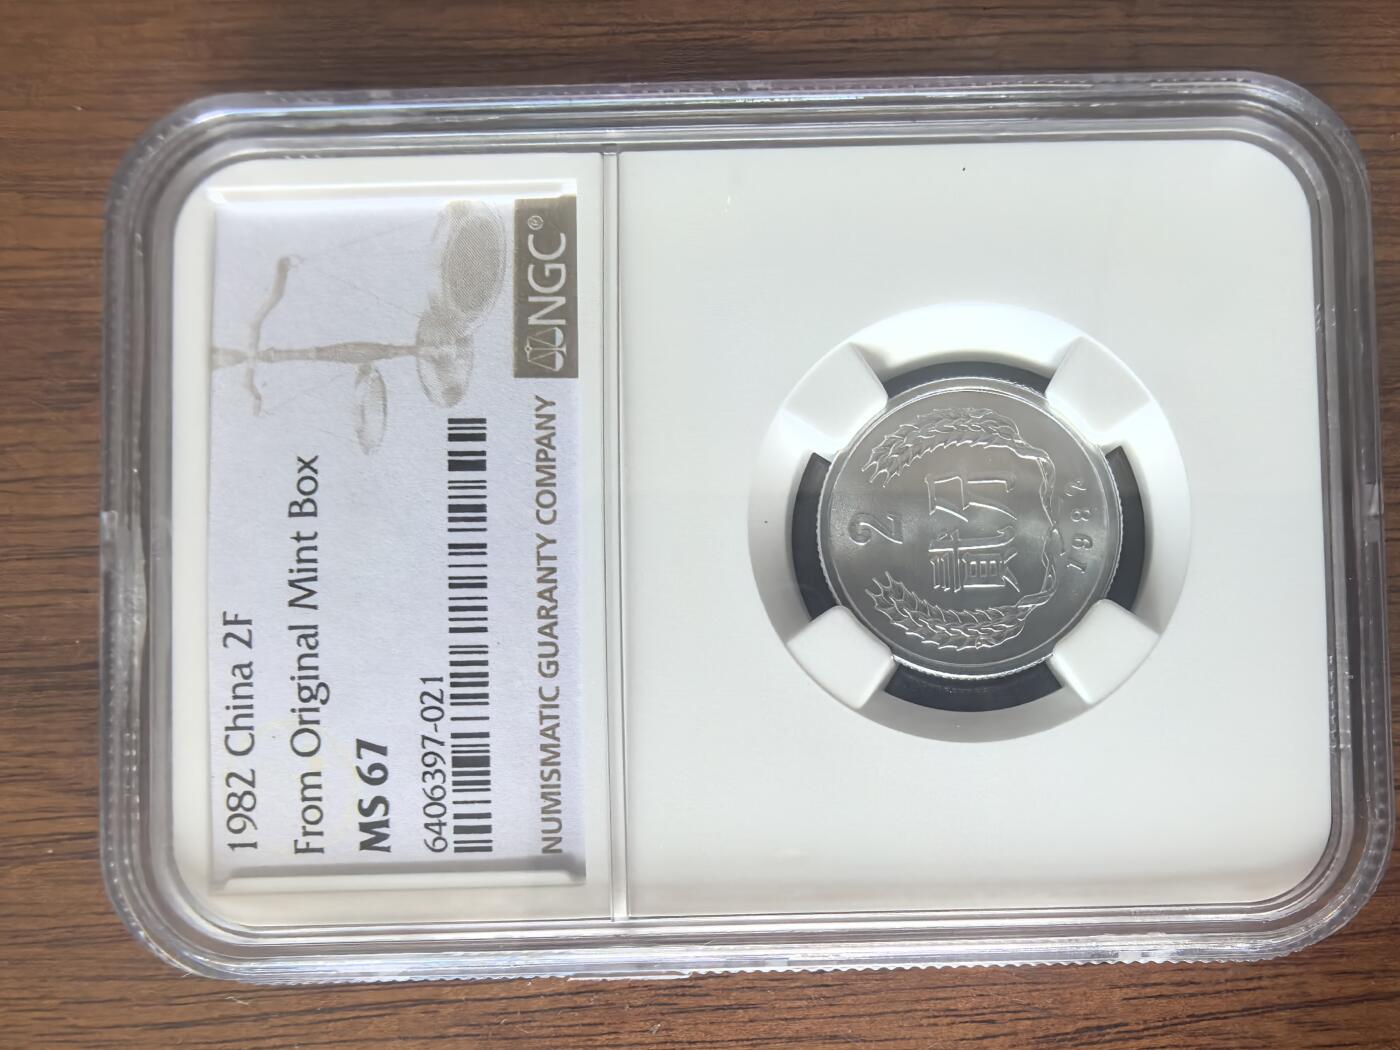 1982 China 2F
From Original Mint Box
MS 67
6406397-021
NUMISMATIC GUARANTY COMPANY NGC®
2
贰分
1982